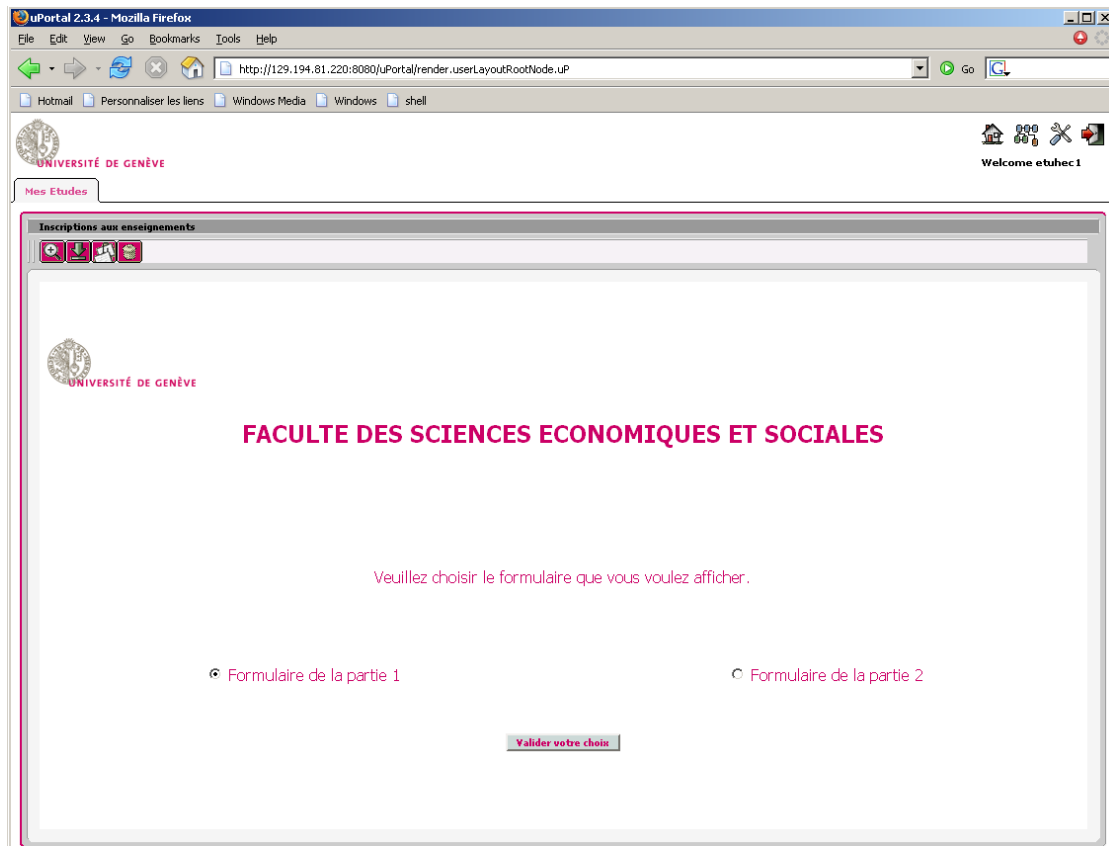 uPortal 2.3.4 - Mozilla Firefox
File Edit View Go Bookmarks Tools Help
http://129.194.81.220:8080/uPortal/render.userLayoutRootNode.uP Go G
Hotmail Personnaliser les liens Windows Media Windows shell
UNIVERSITÉ DE GENÈVE
Welcome etuhec1
Mes Etudes
Inscriptions aux enseignements
UNIVERSITÉ DE GENÈVE
FACULTE DES SCIENCES ECONOMIQUES ET SOCIALES
Veuillez choisir le formulaire que vous voulez afficher.
Formulaire de la partie 1 Formulaire de la partie 2
Valider votre choix